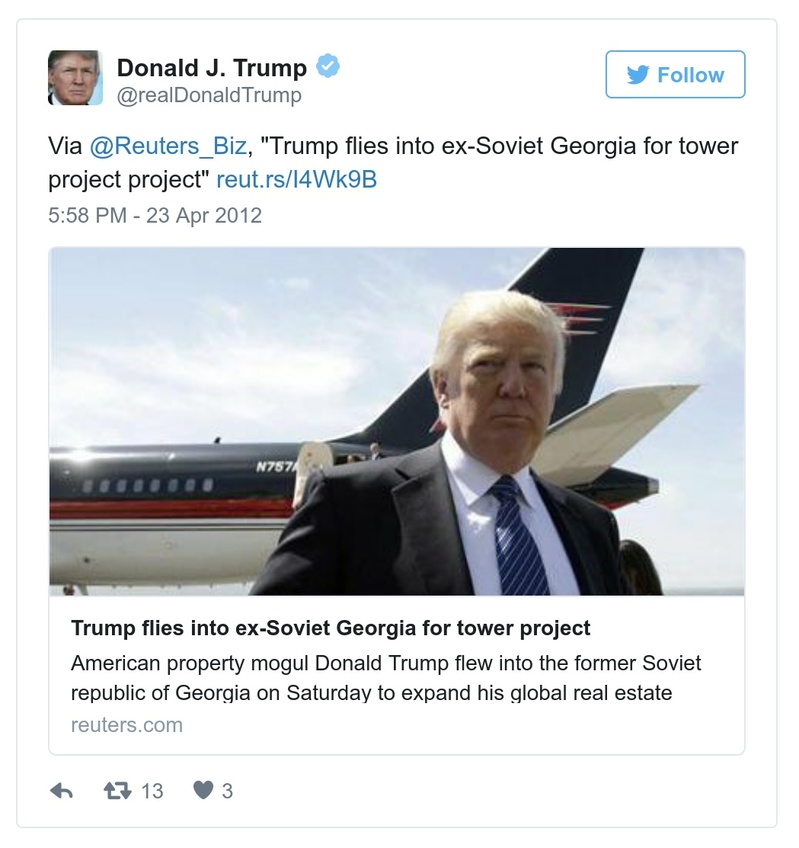 Donald J. Trump
@realDonaldTrump
Follow
Via @Reuters_Biz, "Trump flies into ex-Soviet Georgia for tower
project project" reut.rs/I4Wk9B
5:58 PM - 23 Apr 2012
N757A
Trump flies into ex-Soviet Georgia for tower project
American property mogul Donald Trump flew into the former Soviet
republic of Georgia on Saturday to expand his global real estate
reuters.com
13
3